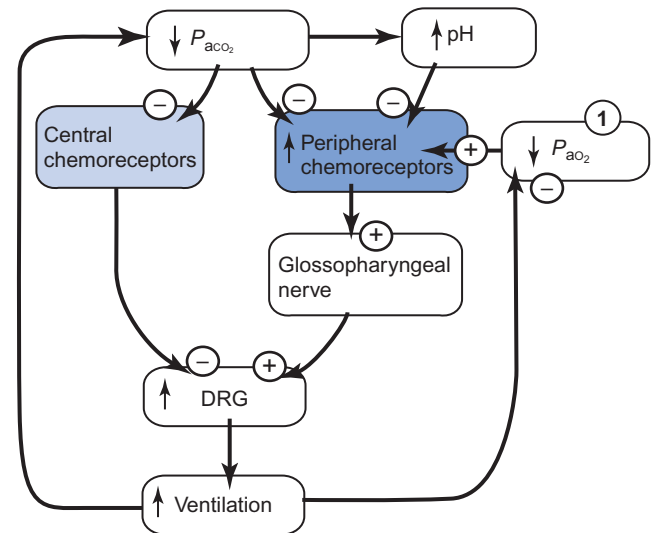 ↓ PaCO₂
↑ pH
−
−
−
1
Central
chemoreceptors
↑ Peripheral
chemoreceptors
+
↓ PaO₂
−
+
Glossopharyngeal
nerve
−
+
↑ DRG
↑ Ventilation